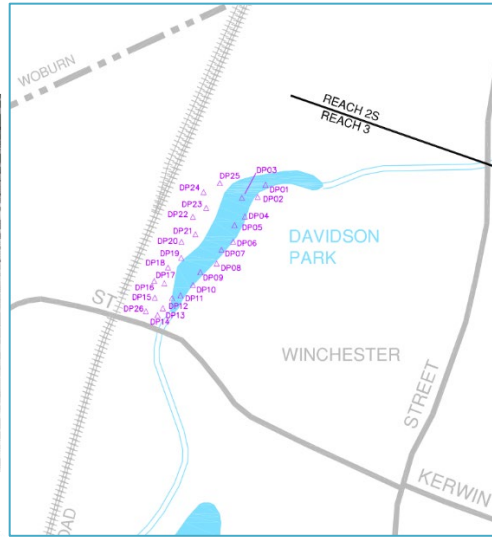 WOBURN
REACH 2S
REACH 3
DP03
DP25
DP24
DP01
DP02
DP23
DP22
DP04
DP05
DP21
DP20
DP06
DAVIDSON
PARK
DP07
DP19
DP18
DP08
DP17
DP09
DP16
DP10
DP15
DP11
ST
DP12
DP26
DP13
DP14
WINCHESTER
STREET
KERWIN
OAD